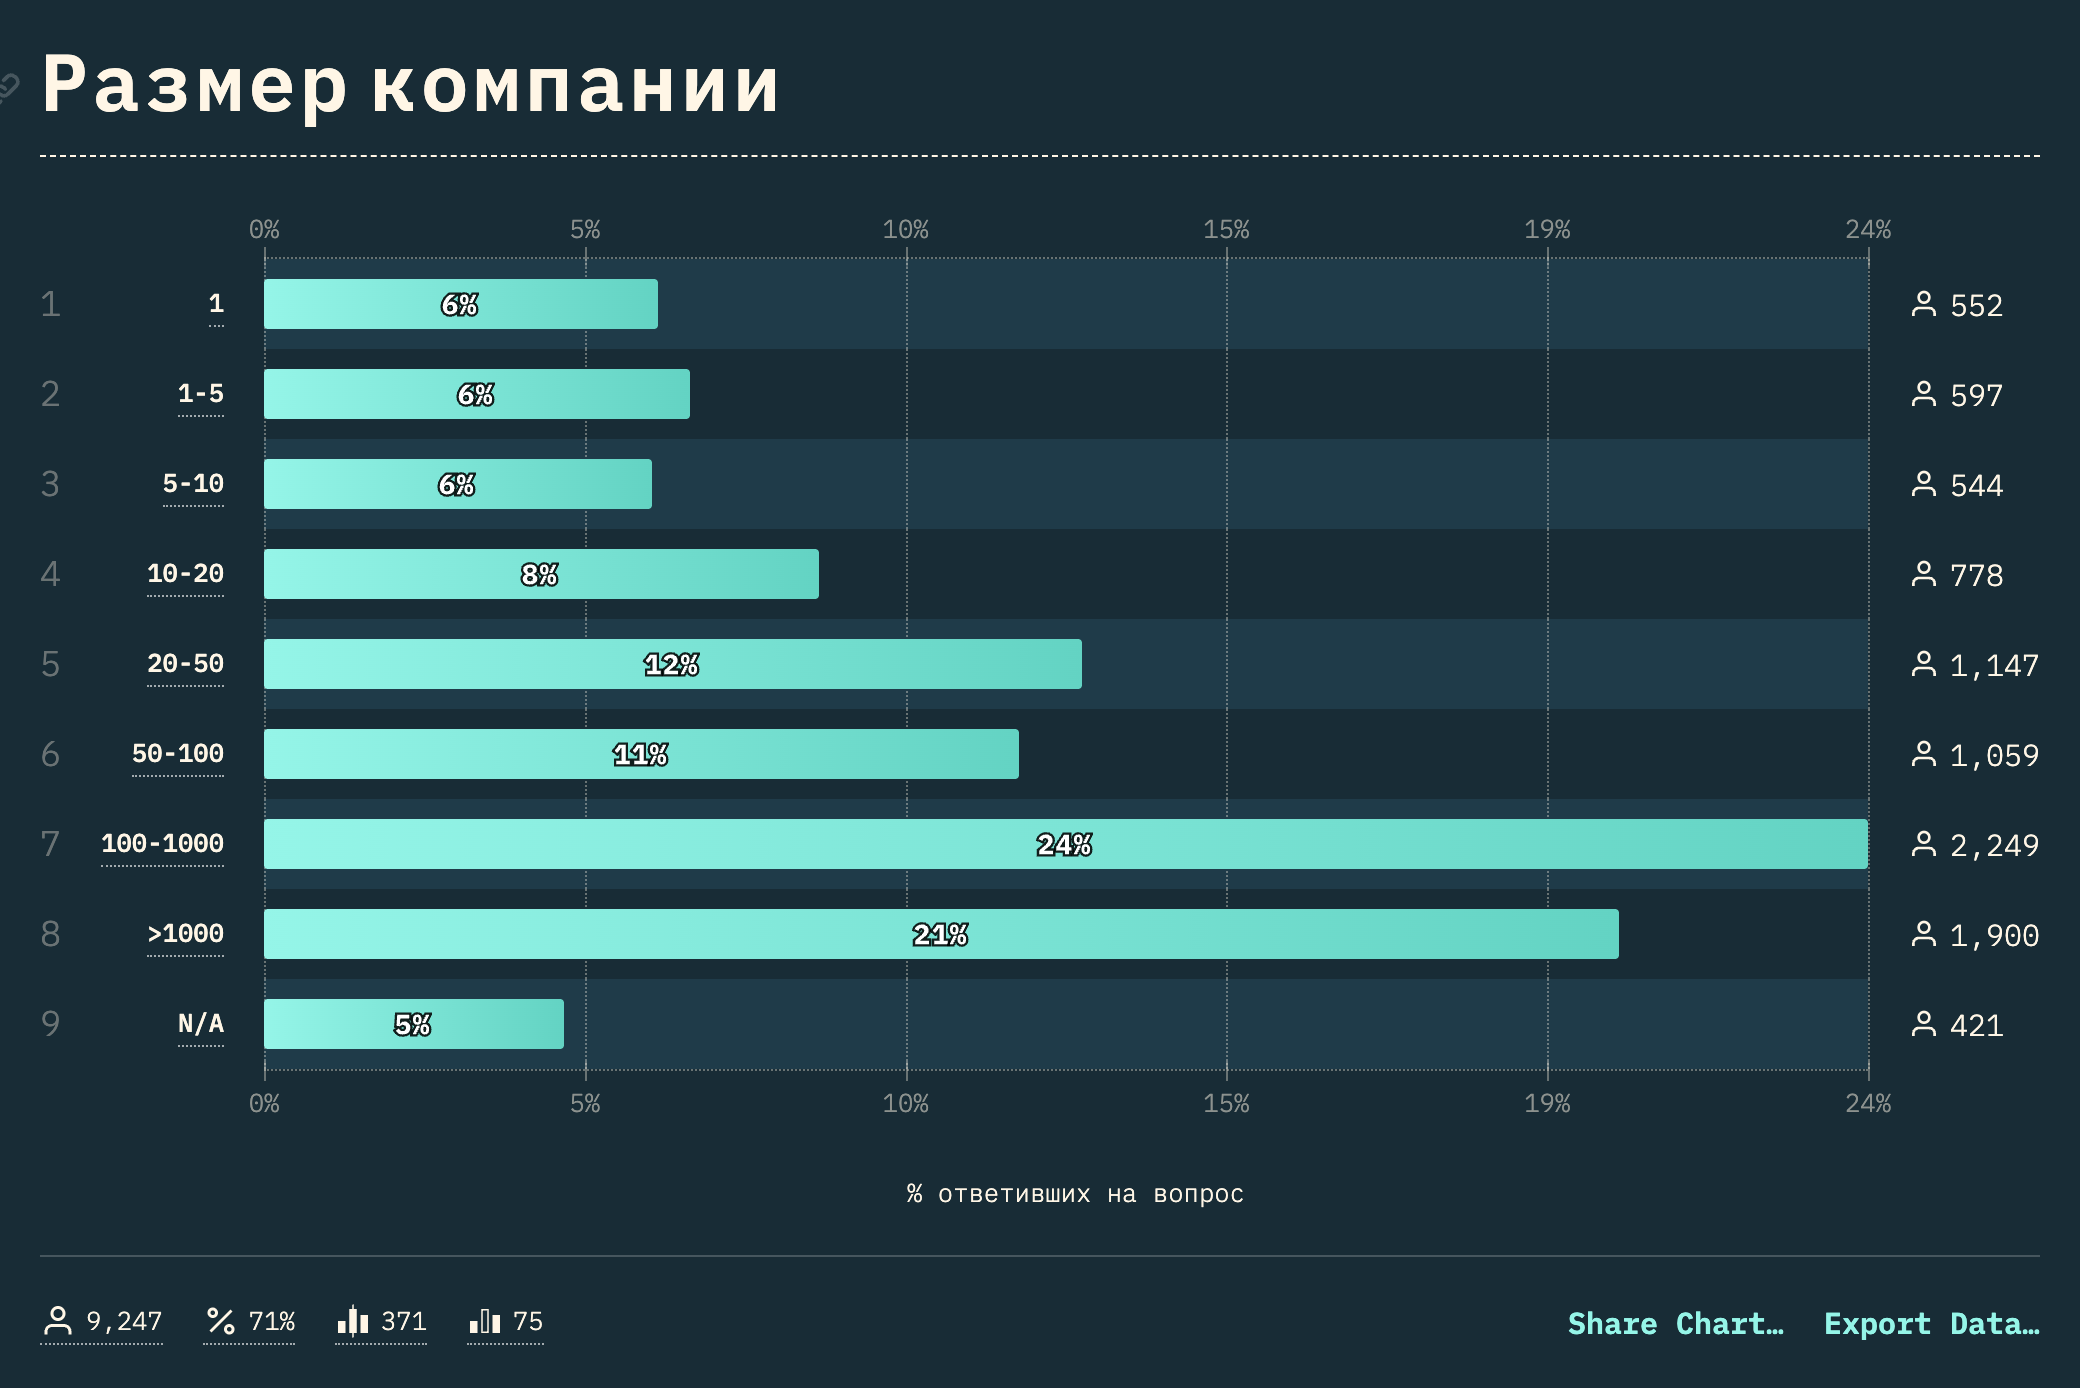 Размер компании
0% 5% 10% 15% 19% 24%
1 1 6% 552
2 1-5 6% 597
3 5-10 6% 544
4 10-20 8% 778
5 20-50 12% 1,147
6 50-100 11% 1,059
7 100-1000 24% 2,249
8 >1000 21% 1,900
9 N/A 5% 421
0% 5% 10% 15% 19% 24%
% ответивших на вопрос
9,247 71% 371 75 Share Chart… Export Data…